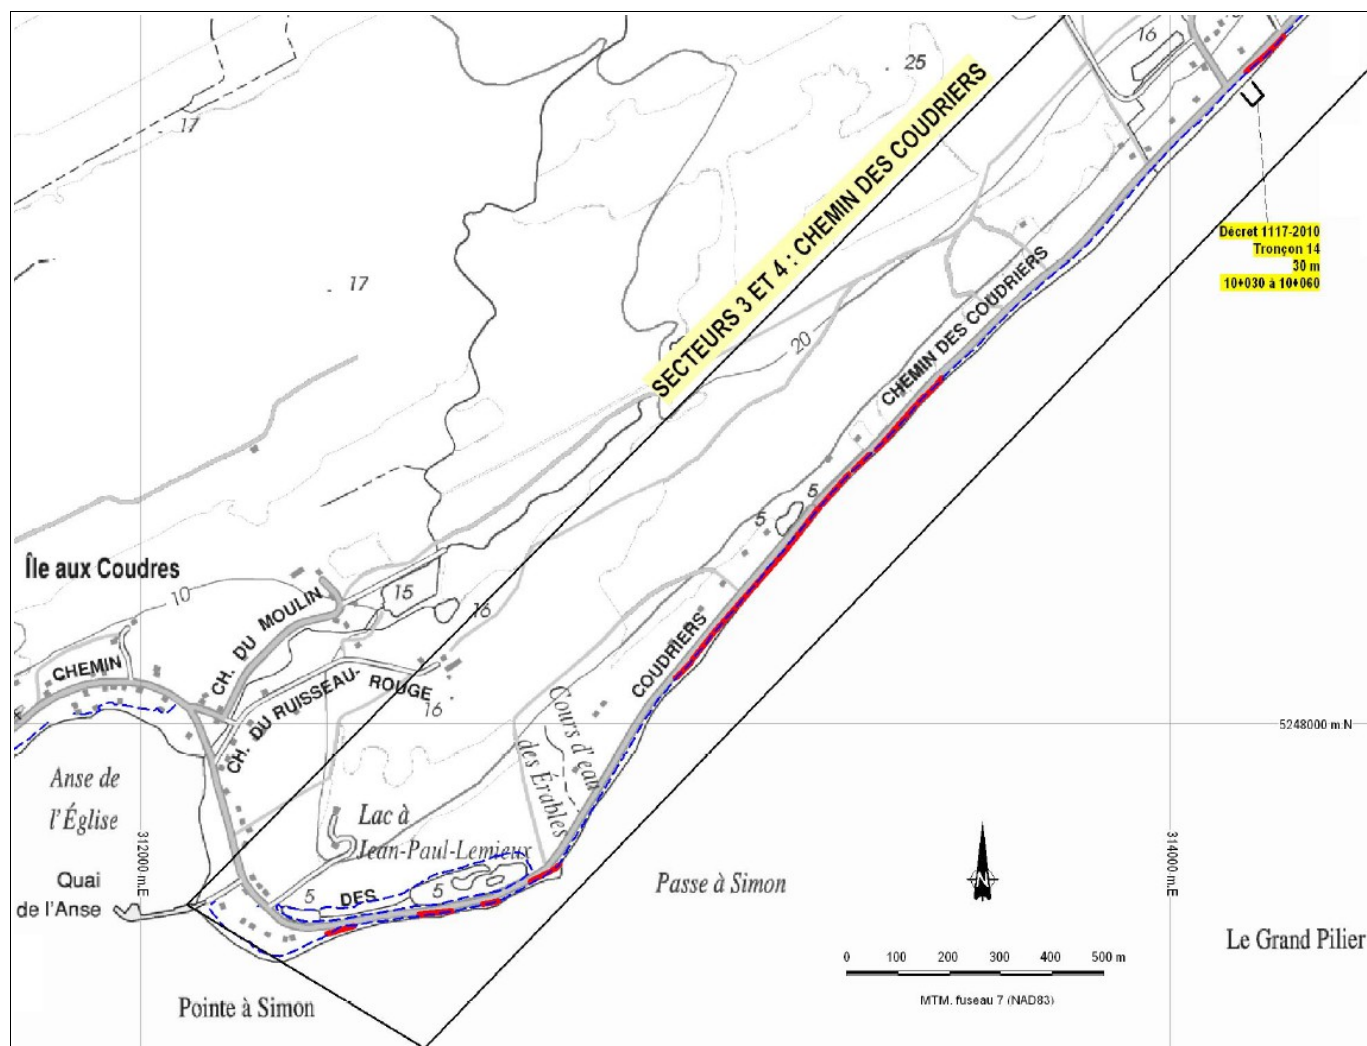 16
25
17
SECTEURS 3 ET 4 : CHEMIN DES COUDRIERS
Décret 1117-2010
Tronçon 14
30 m
10+030 à 10+060
17
20
CHEMIN DES COUDRIERS
5
5
Île aux Coudres
10
15
16
CH. DU MOULIN
CHEMIN
CH. DU RUISSEAU-
ROUGE
16
COUDRIERS
5248000 m.N
Cours d'eau
des Érables
Anse de
l'Église
Lac à
Jean-Paul-Lemieux
312000 m.E
314000 m.E
Quai
de l'Anse
5
DES
5
Passe à Simon
N
Le Grand Pilier
0 100 200 300 400 500 m
MTM. fuseau 7 (NAD83)
Pointe à Simon